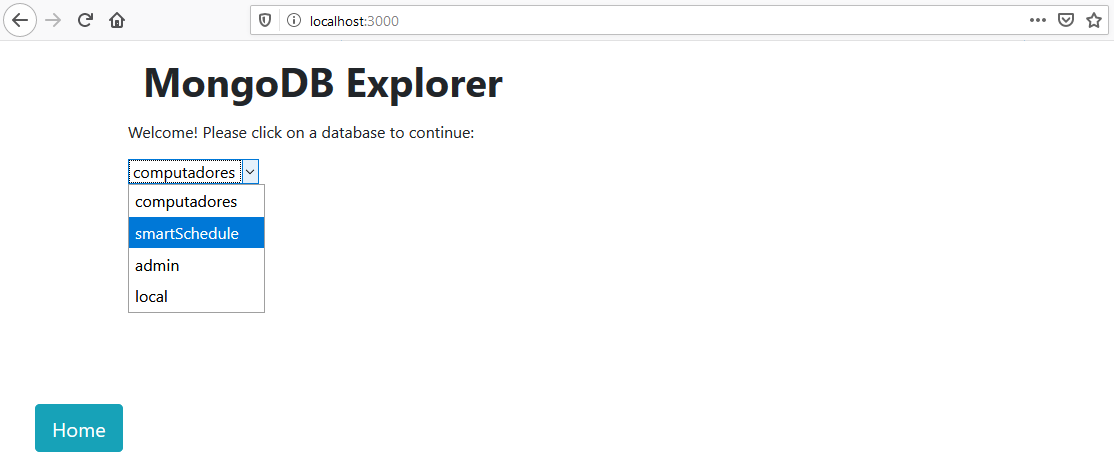 localhost:3000
MongoDB Explorer
Welcome! Please click on a database to continue:
computadores
computadores
smartSchedule
admin
local
Home